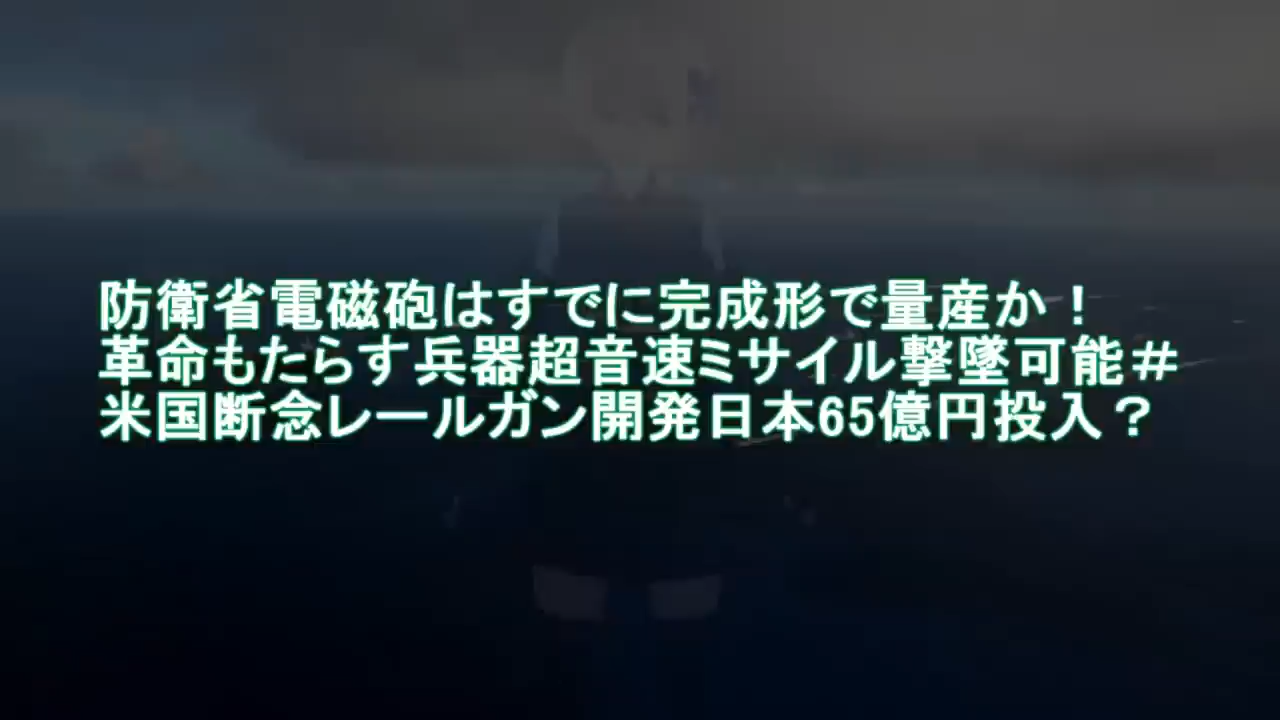 防衛省電磁砲はすでに完成形で量産か！
革命もたらす兵器超音速ミサイル撃墜可能＃
米国断念レールガン開発日本65億円投入？